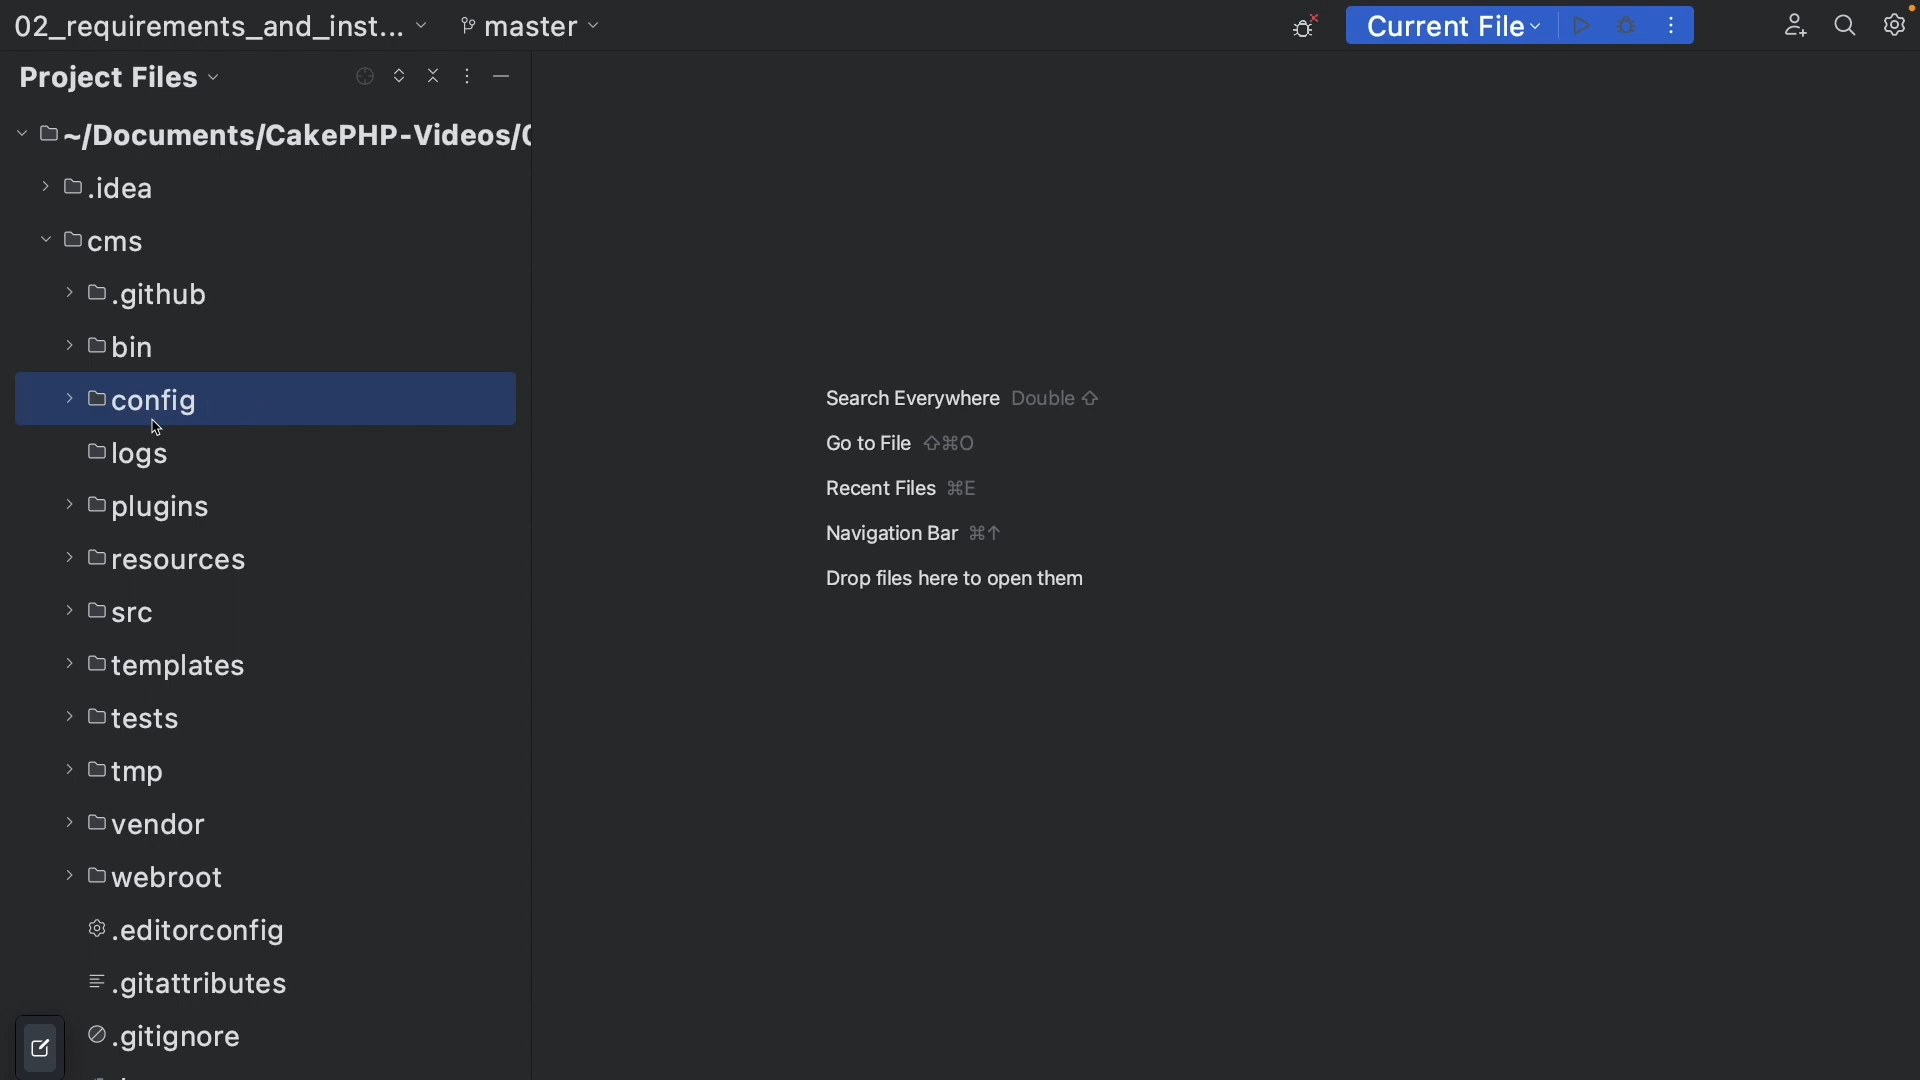 02_requirements_and_inst... master Current File
Project Files
~/Documents/CakePHP-Videos/
.idea
cms
.github
bin
config
logs
plugins
resources
src
templates
tests
tmp
vendor
webroot
.editorconfig
.gitattributes
.gitignore
Search Everywhere Double ⇧
Go to File ⇧⌘O
Recent Files ⌘E
Navigation Bar ⌘↑
Drop files here to open them